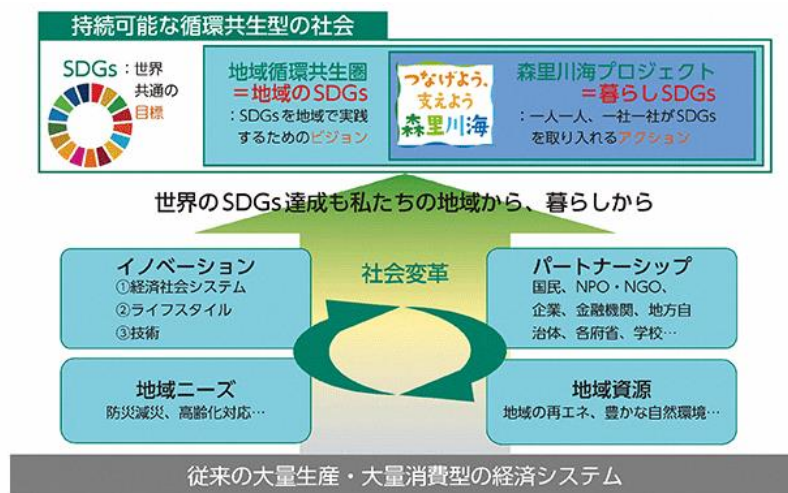 持続可能な循環共生型の社会
SDGs：世界
共通の
目標
地域循環共生圏
＝地域のSDGs
：SDGsを地域で実践
するためのビジョン
つなげよう、
支えよう
森里川海
森里川海プロジェクト
＝暮らしSDGs
：一人一人、一社一社がSDGs
を取り入れるアクション
世界のSDGs達成も私たちの地域から、暮らしから
イノベーション
①経済社会システム
②ライフスタイル
③技術
社会変革
パートナーシップ
国民、NPO・NGO、
企業、金融機関、地方自
治体、各府省、学校…
地域ニーズ
防災減災、高齢化対応…
地域資源
地域の再エネ、豊かな自然環境…
従来の大量生産・大量消費型の経済システム